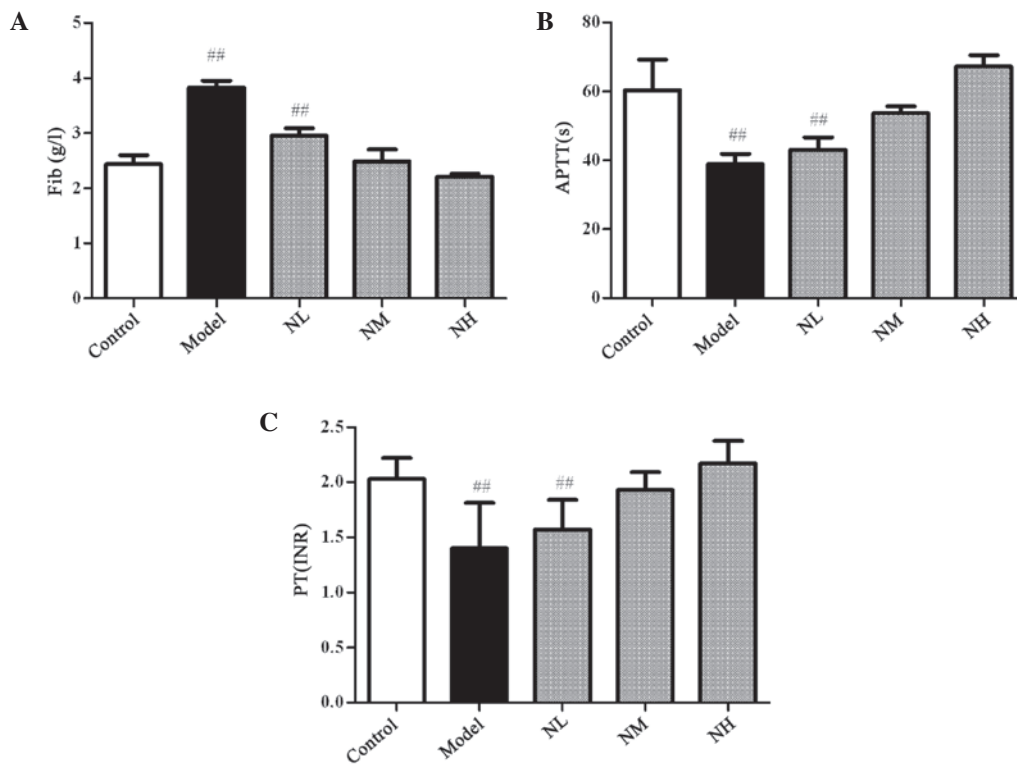 A
5
4
3
2
1
0
Fib (g/l)
##
##
Control
Model
NL
NM
NH
B
80
60
40
20
0
APTT(s)
##
##
Control
Model
NL
NM
NH
C
2.5
2.0
1.5
1.0
0.5
0.0
PT(INR)
##
##
Control
Model
NL
NM
NH